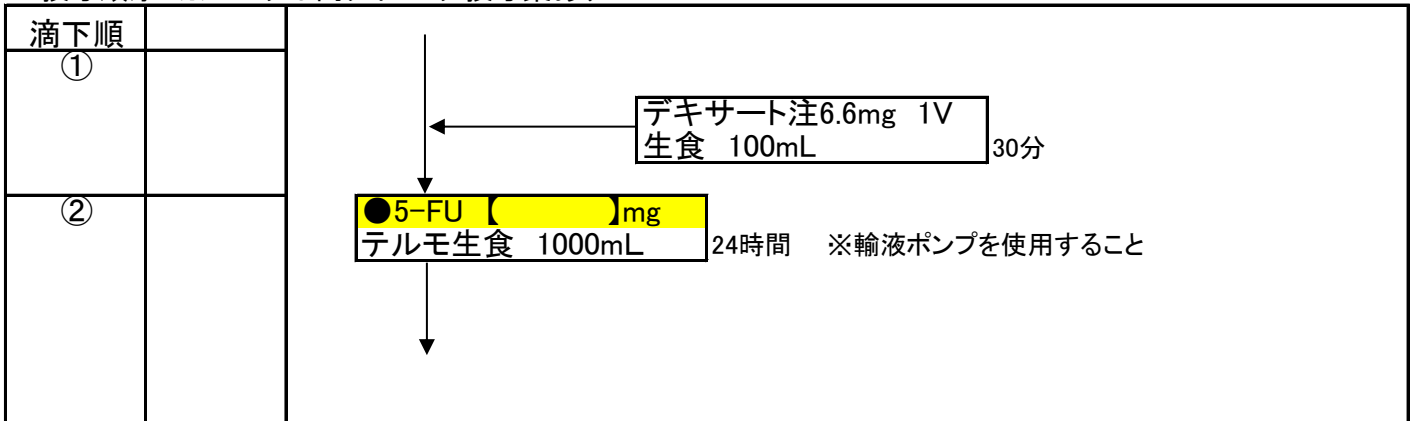 滴下順
①
デキサート注6.6mg 1V
生食 100mL 30分
②
●5-FU 【 】mg
テルモ生食 1000mL 24時間 ※輸液ポンプを使用すること